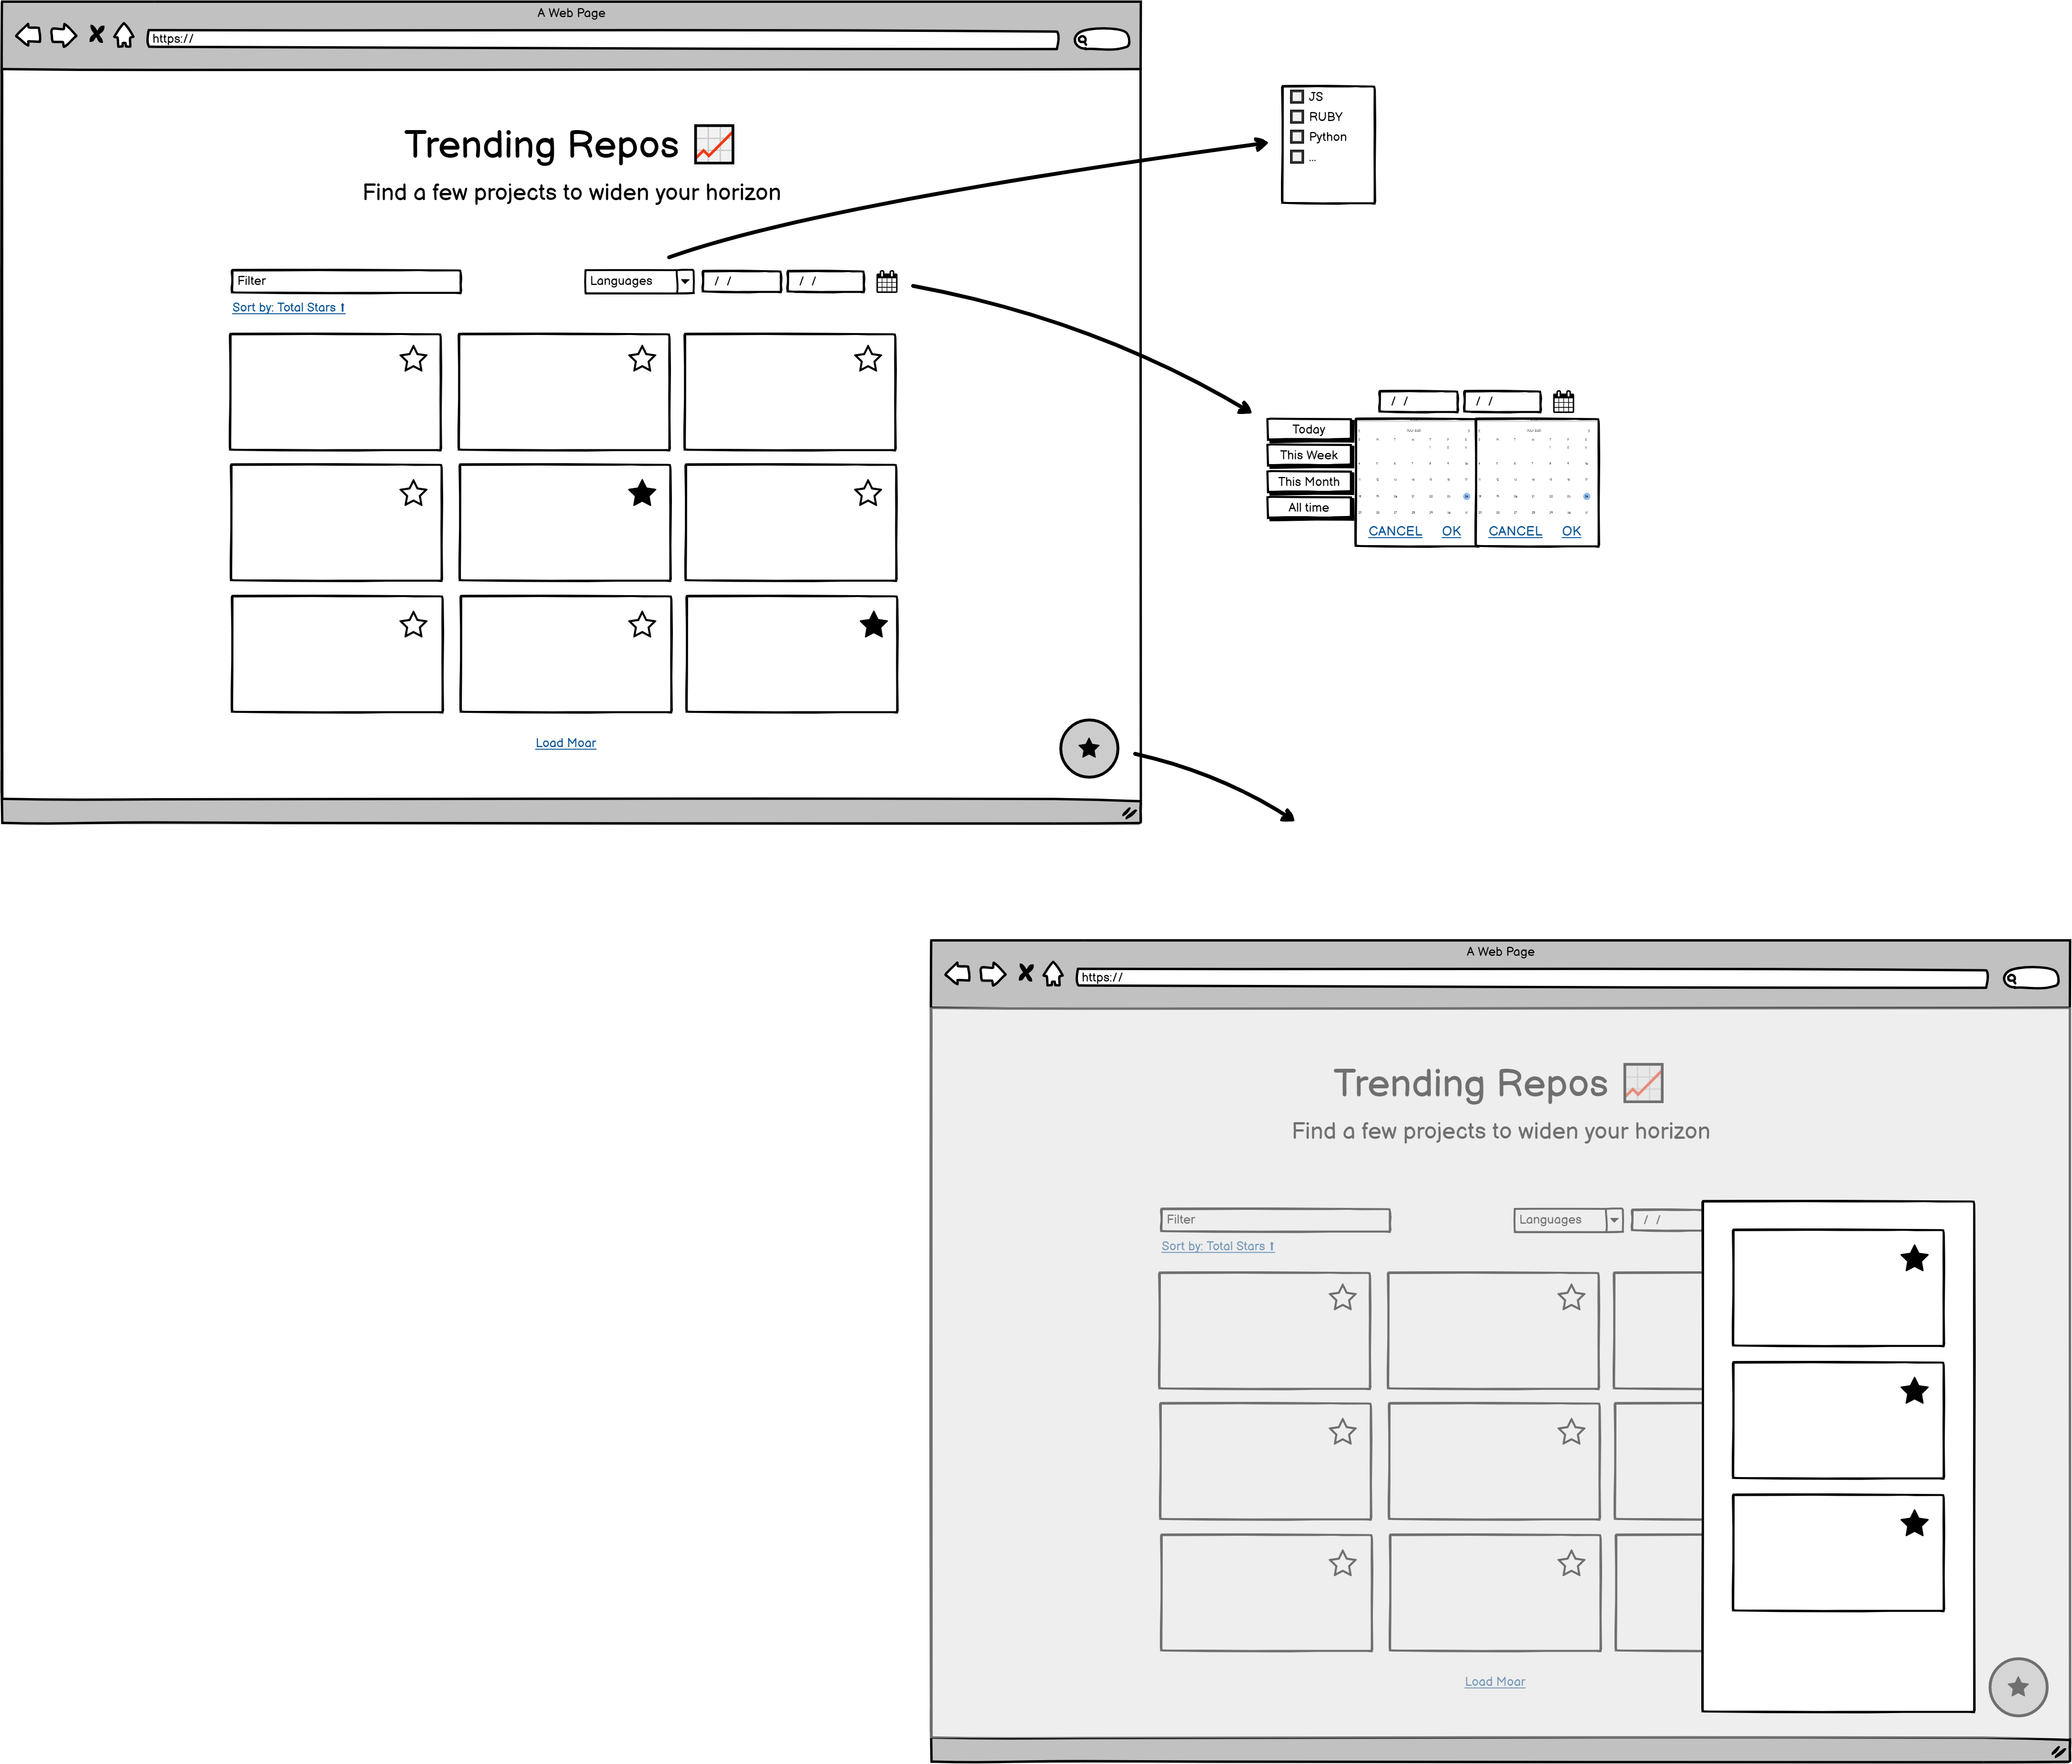 A Web Page
https://
Trending Repos
Find a few projects to widen your horizon
Filter
Languages
/ /
/ /
Sort by: Total Stars ↑
Load Moar
JS
RUBY
Python
...
/ /
/ /
Today
This Week
This Month
All time
CANCEL OK
CANCEL OK
A Web Page
https://
Trending Repos
Find a few projects to widen your horizon
Filter
Languages
/ /
Sort by: Total Stars ↑
Load Moar